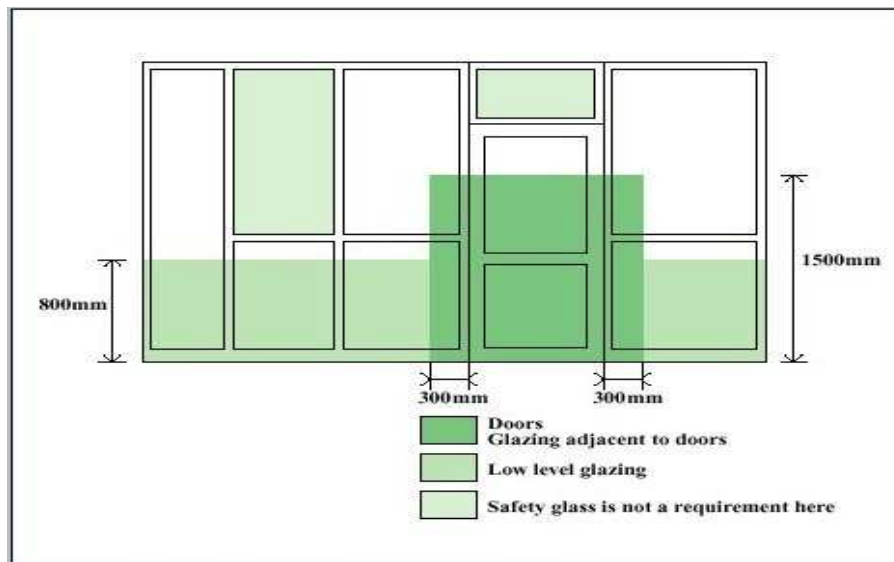 800mm
1500mm
300mm
300mm
Doors
Glazing adjacent to doors
Low level glazing
Safety glass is not a requirement here